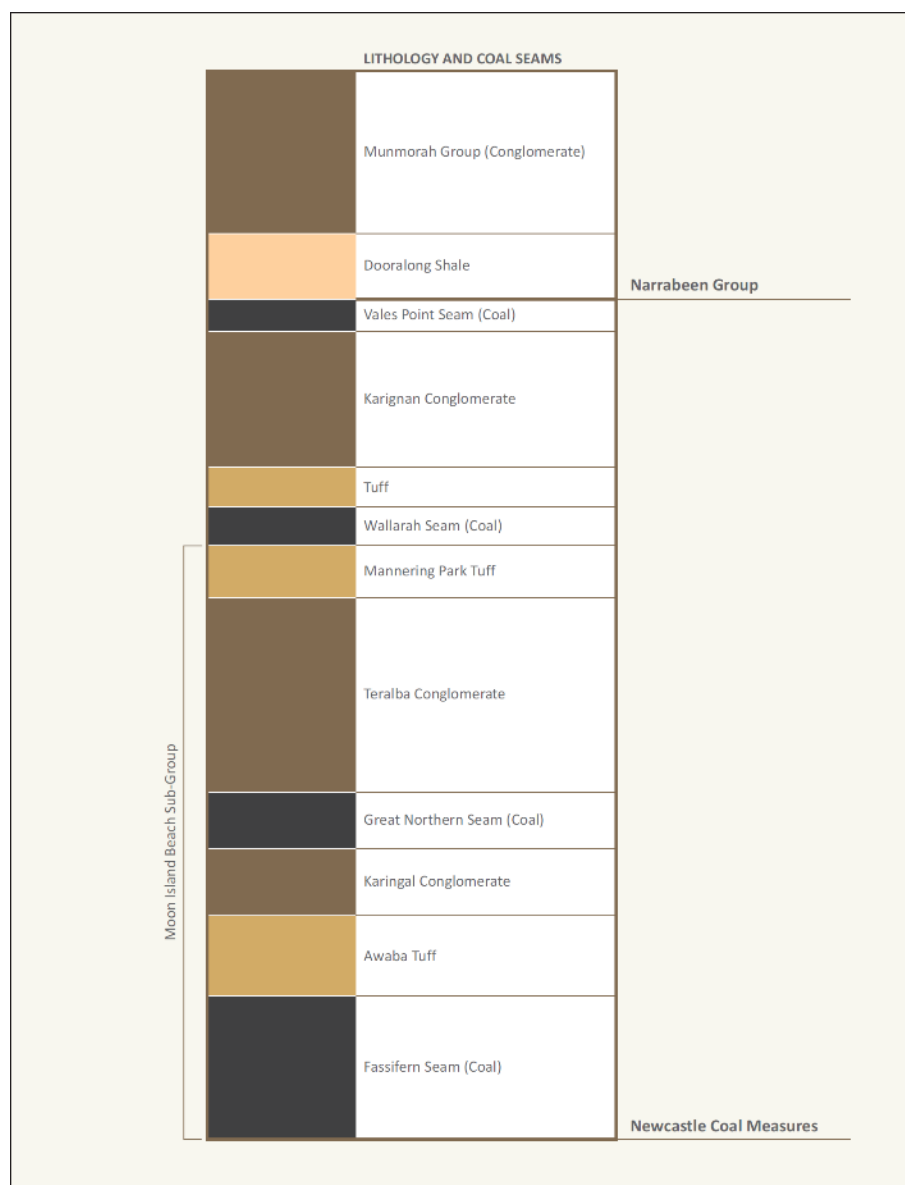 LITHOLOGY AND COAL SEAMS
Munmorah Group (Conglomerate)
Dooralong Shale
Narrabeen Group
Vales Point Seam (Coal)
Karignan Conglomerate
Tuff
Wallarah Seam (Coal)
Mannering Park Tuff
Teralba Conglomerate
Moon Island Beach Sub-Group
Great Northern Seam (Coal)
Karingal Conglomerate
Awaba Tuff
Fassifern Seam (Coal)
Newcastle Coal Measures